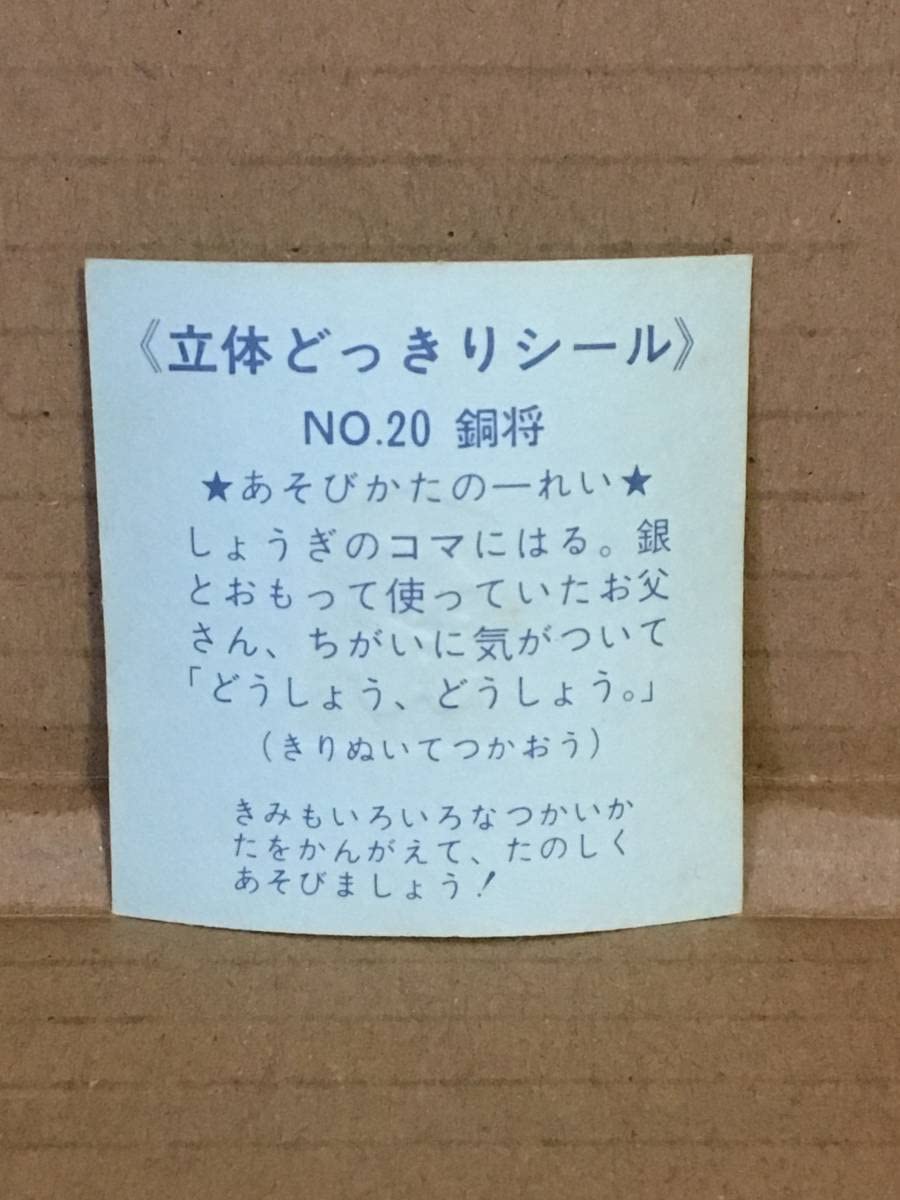 《立体どっきりシール》
NO.20 銅将
★あそびかたの一れい★
しょうぎのコマにはる。銀
とおもって使っていたお父
さん、ちがいに気がついて
「どうしょう、どうしょう。」
(きりぬいてつかおう)
きみもいろいろなつかいか
たをかんがえて、たのしく
あそびましょう!